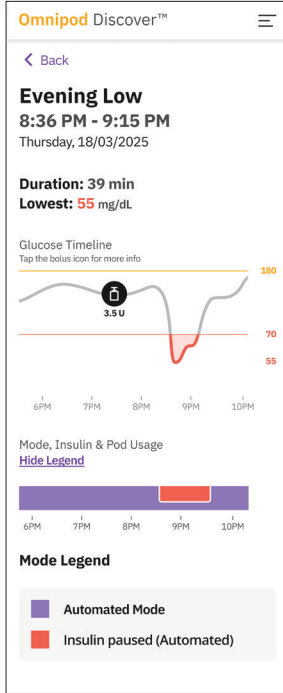 Omnipod Discover™
Back
Evening Low
8:36 PM - 9:15 PM
Thursday, 18/03/2025
Duration: 39 min
Lowest: 55 mg/dL
Glucose Timeline
Tap the bolus icon for more info
180
3.5 U
70
55
6PM 7PM 8PM 9PM 10PM
Mode, Insulin & Pod Usage
Hide Legend
6PM 7PM 8PM 9PM 10PM
Mode Legend
Automated Mode
Insulin paused (Automated)